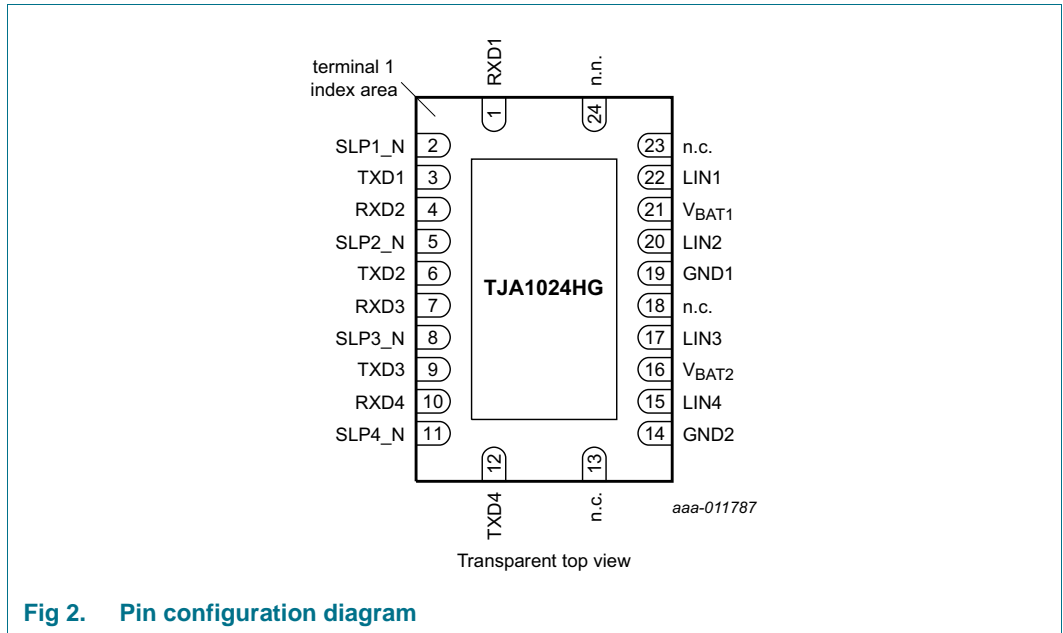 terminal 1
index area
RXD1
n.n.
1
24
SLP1_N 2
TXD1 3
RXD2 4
SLP2_N 5
TXD2 6
RXD3 7
SLP3_N 8
TXD3 9
RXD4 10
SLP4_N 11
TJA1024HG
23 n.c.
22 LIN1
21 VBAT1
20 LIN2
19 GND1
18 n.c.
17 LIN3
16 VBAT2
15 LIN4
14 GND2
12
13
TXD4
n.c.
aaa-011787
Transparent top view
Fig 2. Pin configuration diagram